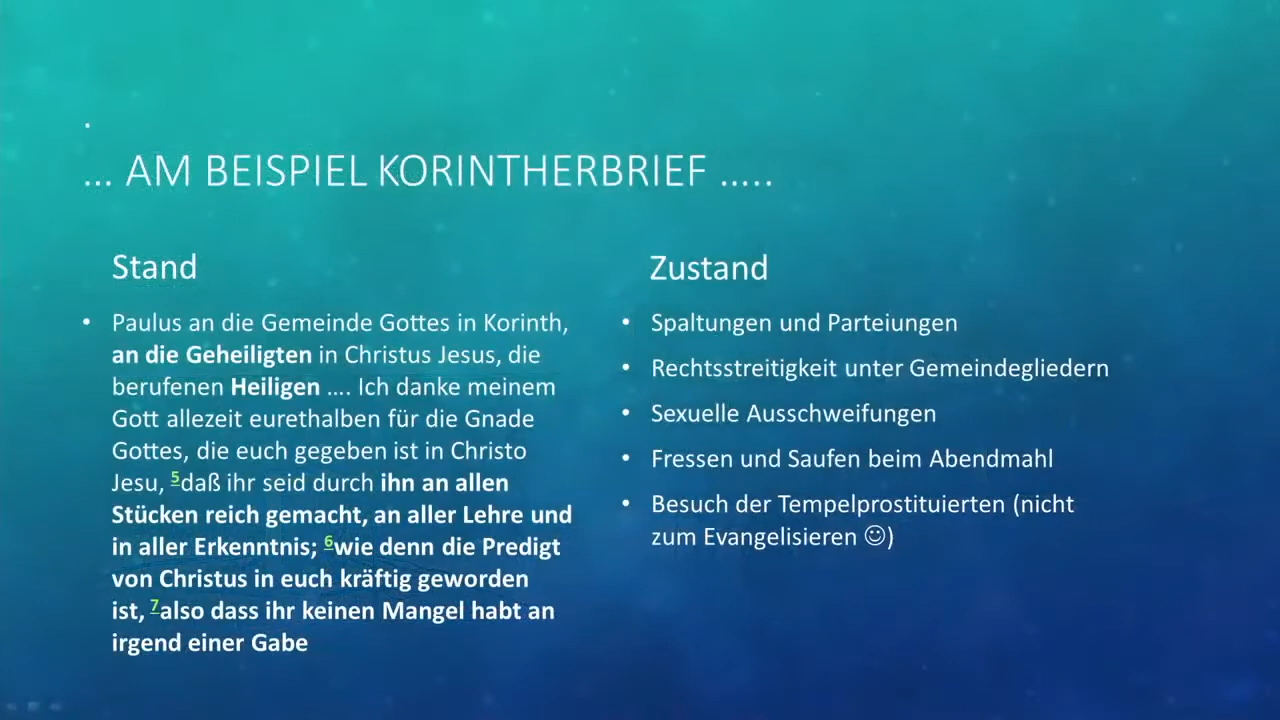 .
... AM BEISPIEL KORINTHERBRIEF .....
Stand
• Paulus an die Gemeinde Gottes in Korinth,
an die Geheiligten in Christus Jesus, die
berufenen Heiligen .... Ich danke meinem
Gott allezeit eurethalben für die Gnade
Gottes, die euch gegeben ist in Christo
Jesu, 5daß ihr seid durch ihn an allen
Stücken reich gemacht, an aller Lehre und
in aller Erkenntnis; 6wie denn die Predigt
von Christus in euch kräftig geworden
ist, 7also dass ihr keinen Mangel habt an
irgend einer Gabe
Zustand
• Spaltungen und Parteiungen
• Rechtsstreitigkeit unter Gemeindegliedern
• Sexuelle Ausschweifungen
• Fressen und Saufen beim Abendmahl
• Besuch der Tempelprostituierten (nicht
zum Evangelisieren ☺)